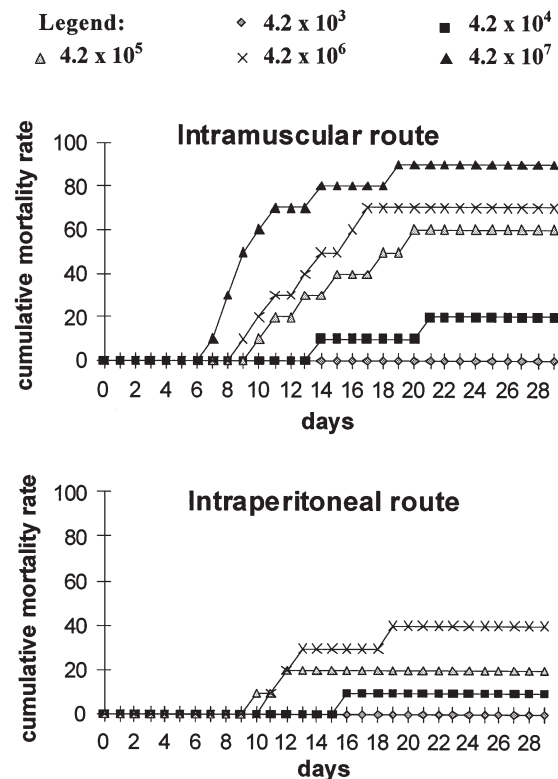 Legend:
◈ 4.2 x 10³
■ 4.2 x 10⁴
△ 4.2 x 10⁵
× 4.2 x 10⁶
▲ 4.2 x 10⁷
Intramuscular route
cumulative mortality rate
100
80
60
40
20
0
0 2 4 6 8 10 12 14 16 18 20 22 24 26 28
days
Intraperitoneal route
cumulative mortality rate
100
80
60
40
20
0
0 2 4 6 8 10 12 14 16 18 20 22 24 26 28
days